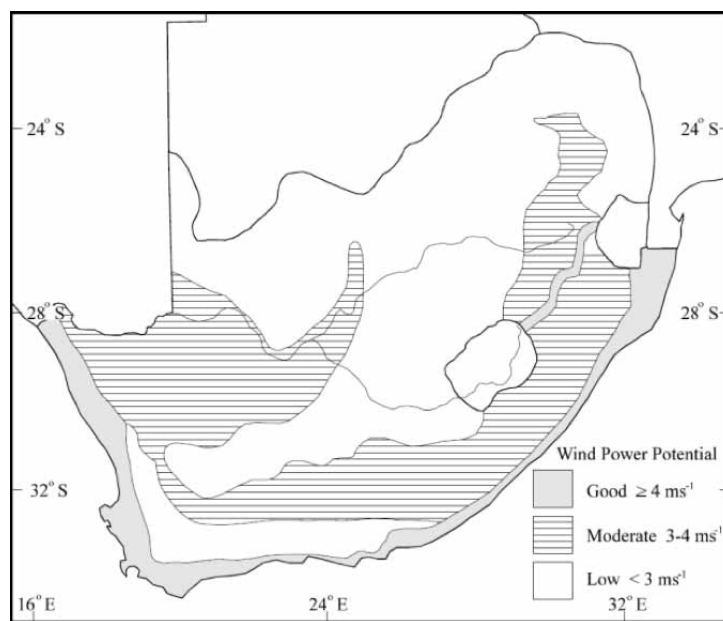 24° S
24° S
28° S
28° S
Wind Power Potential
32° S
Good ≥ 4 ms⁻¹
Moderate 3-4 ms⁻¹
Low < 3 ms⁻¹
16° E
24° E
32° E